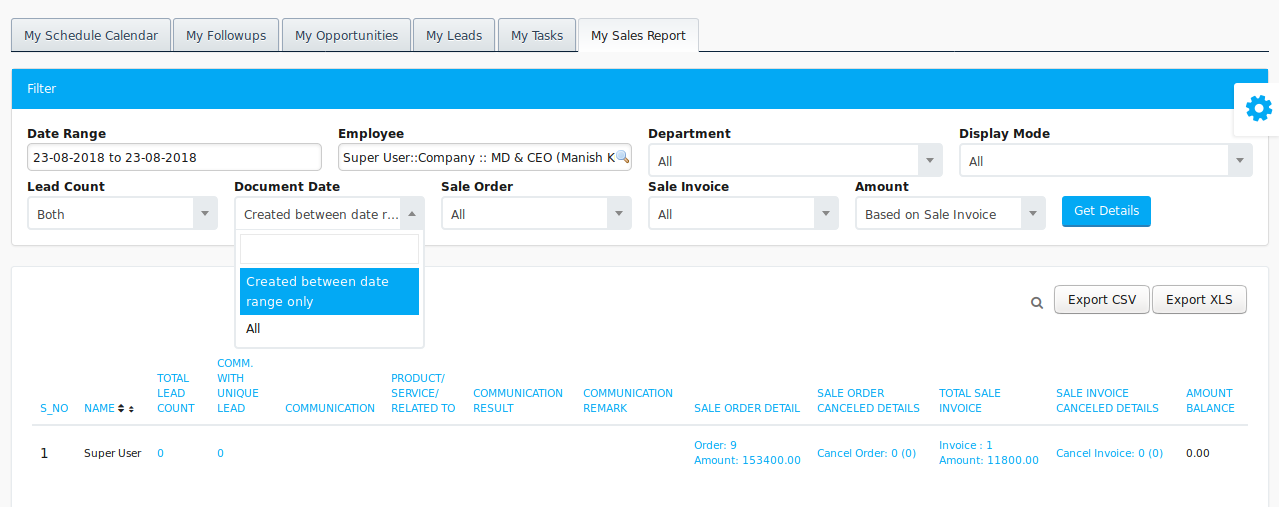 My Schedule Calendar
My Followups
My Opportunities
My Leads
My Tasks
My Sales Report
Filter
Date Range
Employee
Department
Display Mode
23-08-2018 to 23-08-2018
Super User::Company :: MD & CEO (Manish K
All
All
Lead Count
Document Date
Sale Order
Sale Invoice
Amount
Both
Created between date r...
All
All
Based on Sale Invoice
Get Details
Created between date
range only
All
Export CSV
Export XLS
S_NO
NAME
TOTAL
LEAD
COUNT
COMM.
WITH
UNIQUE
LEAD
COMMUNICATION
PRODUCT/
SERVICE/
RELATED TO
COMMUNICATION
RESULT
COMMUNICATION
REMARK
SALE ORDER DETAIL
SALE ORDER
CANCELED DETAILS
TOTAL SALE
INVOICE
SALE INVOICE
CANCELED DETAILS
AMOUNT
BALANCE
1
Super User
0
0
Order: 9
Amount: 153400.00
Cancel Order: 0 (0)
Invoice : 1
Amount: 11800.00
Cancel Invoice: 0 (0)
0.00